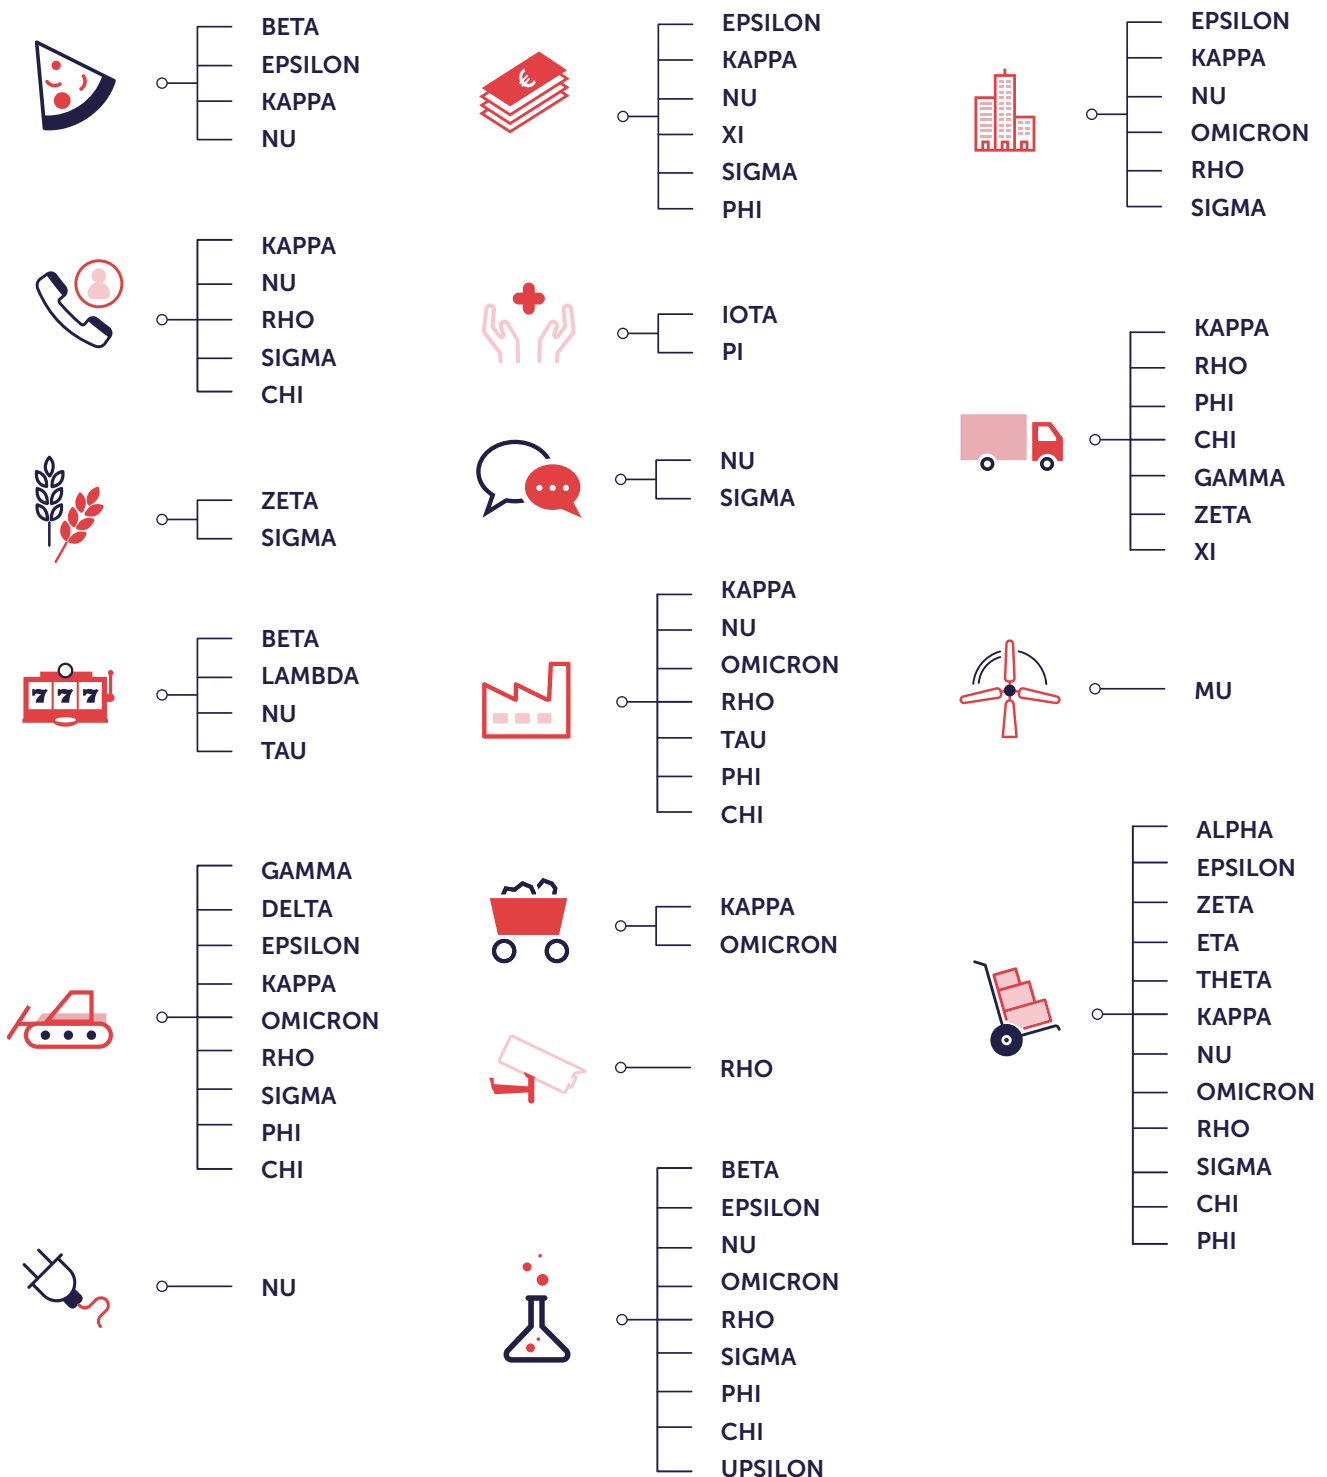 BETA
EPSILON
KAPPA
NU
KAPPA
NU
RHO
SIGMA
CHI
ZETA
SIGMA
777
BETA
LAMBDA
NU
TAU
GAMMA
DELTA
EPSILON
KAPPA
OMICRON
RHO
SIGMA
PHI
CHI
NU
€
EPSILON
KAPPA
NU
XI
SIGMA
PHI
IOTA
PI
NU
SIGMA
KAPPA
NU
OMICRON
RHO
TAU
PHI
CHI
KAPPA
OMICRON
RHO
BETA
EPSILON
NU
OMICRON
RHO
SIGMA
PHI
CHI
UPSILON
EPSILON
KAPPA
NU
OMICRON
RHO
SIGMA
KAPPA
RHO
PHI
CHI
GAMMA
ZETA
XI
MU
ALPHA
EPSILON
ZETA
ETA
THETA
KAPPA
NU
OMICRON
RHO
SIGMA
CHI
PHI